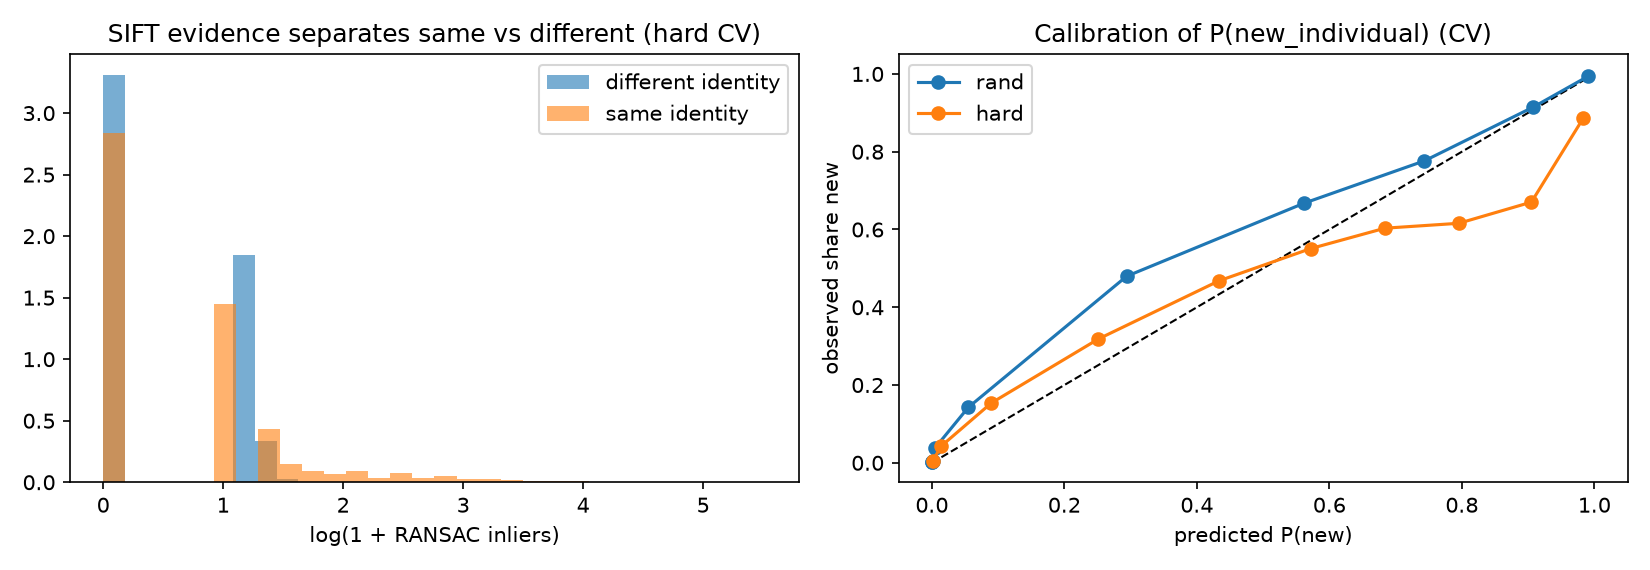 SIFT evidence separates same vs different (hard CV)
different identity
same identity
3.0
2.5
2.0
1.5
1.0
0.5
0.0
0 1 2 3 4 5
log(1 + RANSAC inliers)
Calibration of P(new_individual) (CV)
rand
hard
observed share new
1.0
0.8
0.6
0.4
0.2
0.0
0.0 0.2 0.4 0.6 0.8 1.0
predicted P(new)